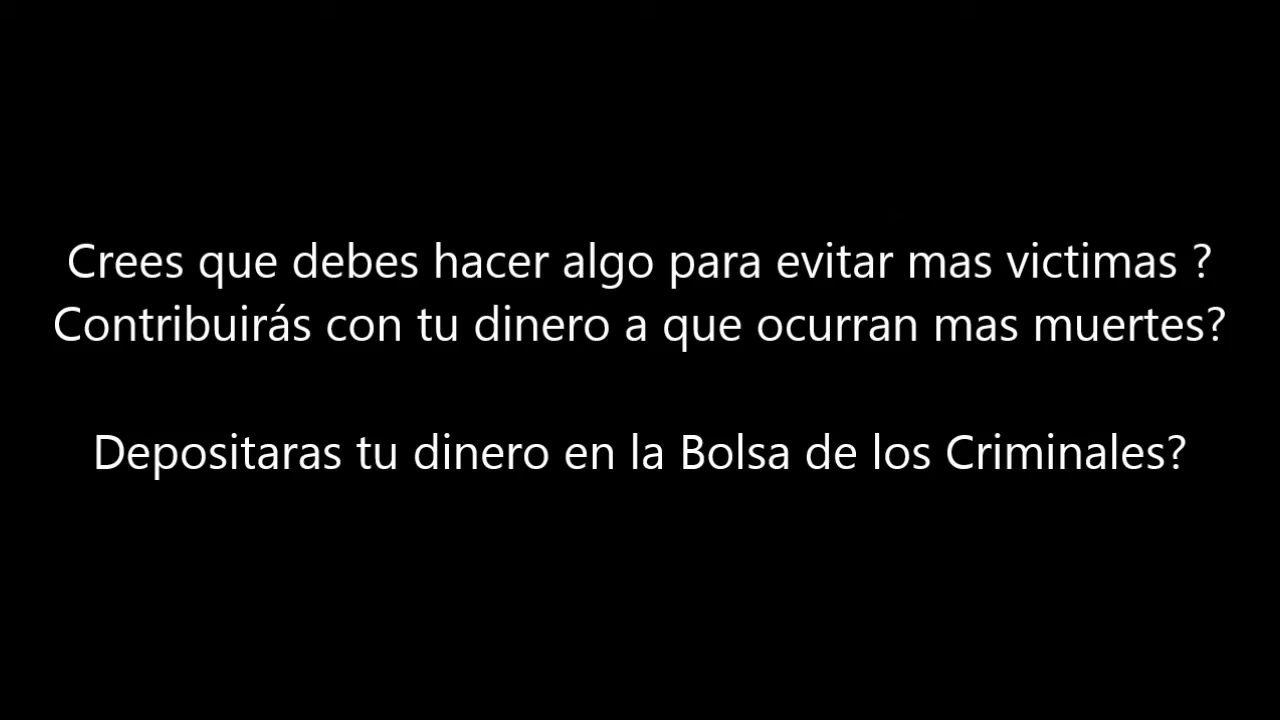 Crees que debes hacer algo para evitar mas victimas ?
Contribuirás con tu dinero a que ocurran mas muertes?
Depositaras tu dinero en la Bolsa de los Criminales?